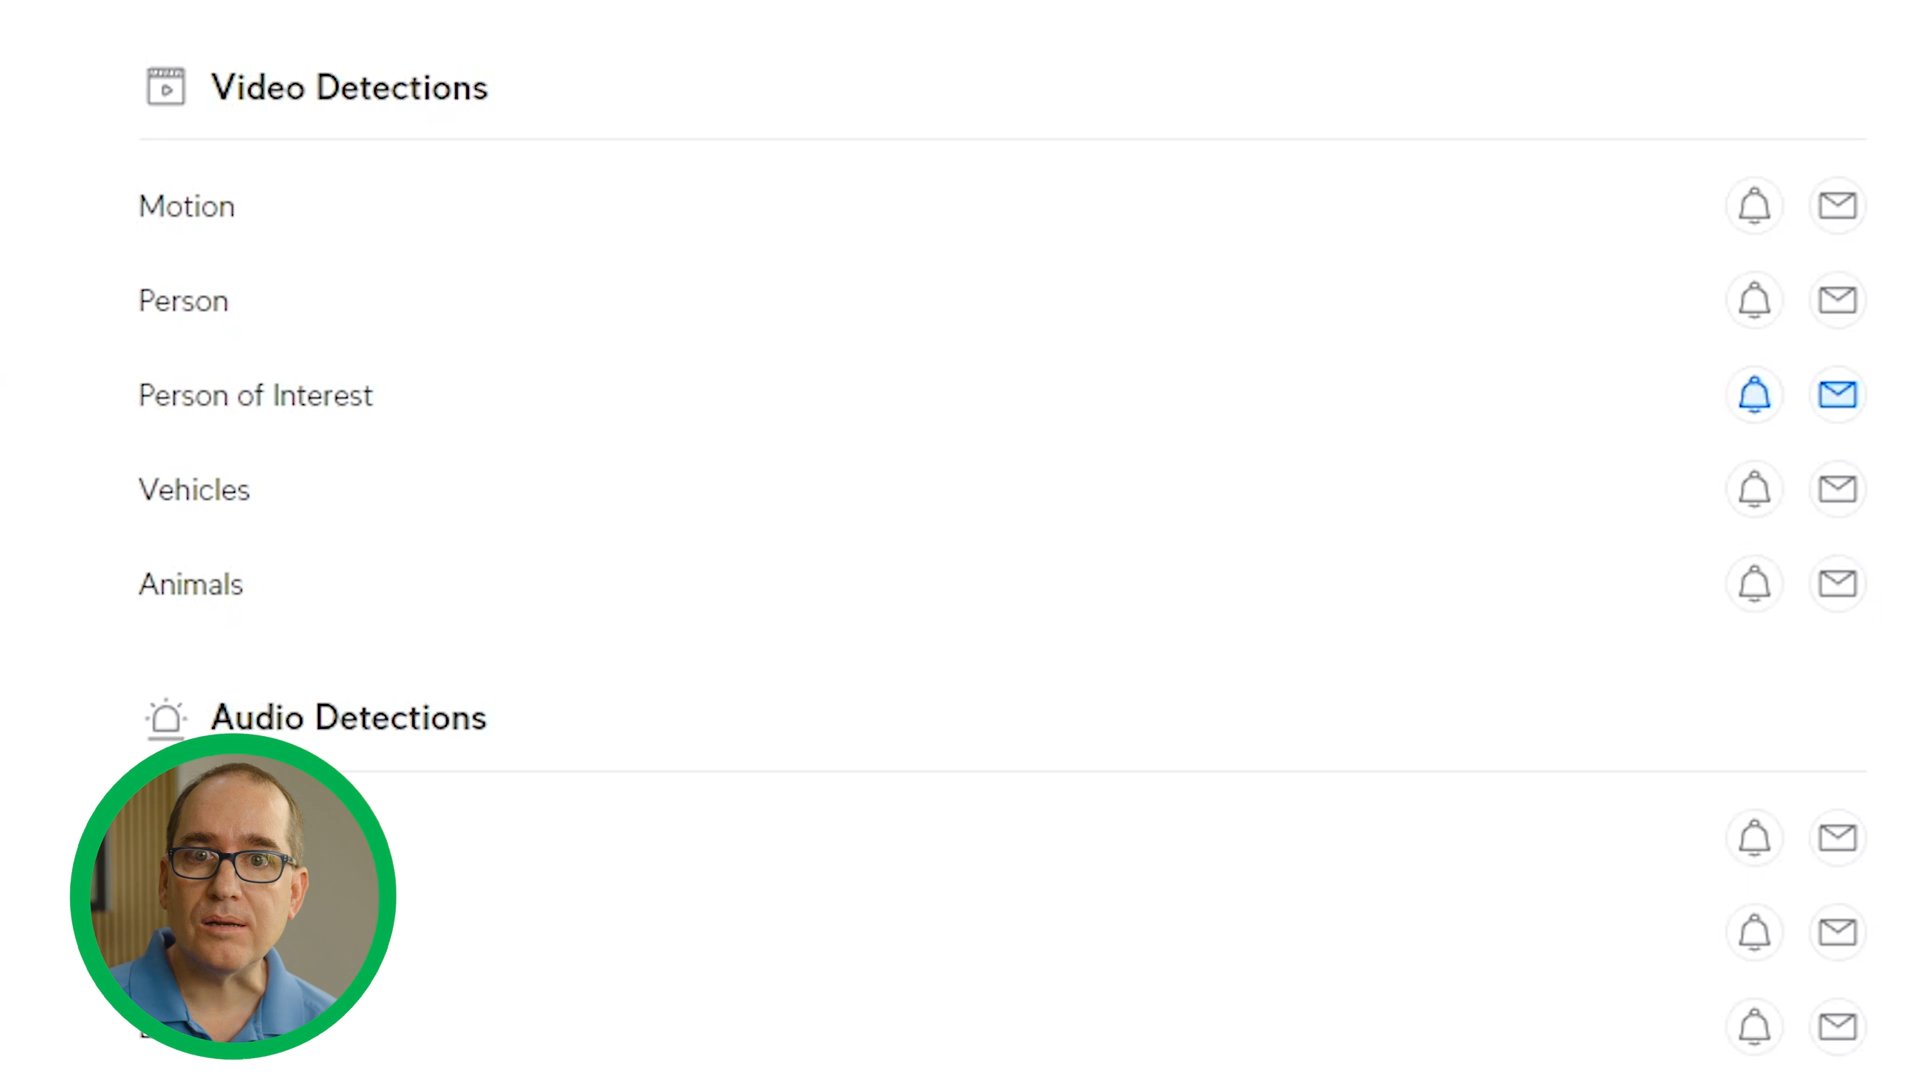 Video Detections
Motion
Person
Person of Interest
Vehicles
Animals
Audio Detections